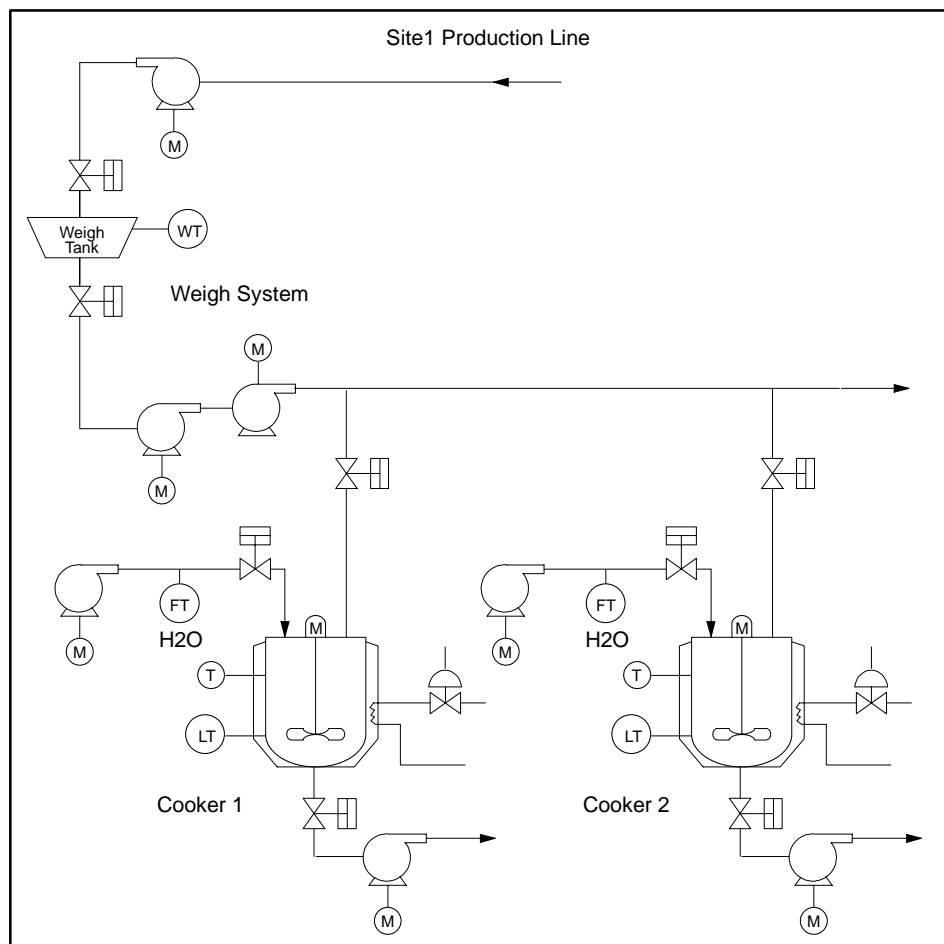 Site1 Production Line
M
Weigh
Tank
WT
Weigh System
M
M
FT
H2O
M
M
T
LT
Cooker 1
M
FT
H2O
M
M
T
LT
Cooker 2
M